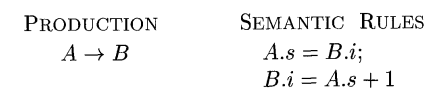 PRODUCTION SEMANTIC RULES
A → B A.s = B.i;
B.i = A.s + 1